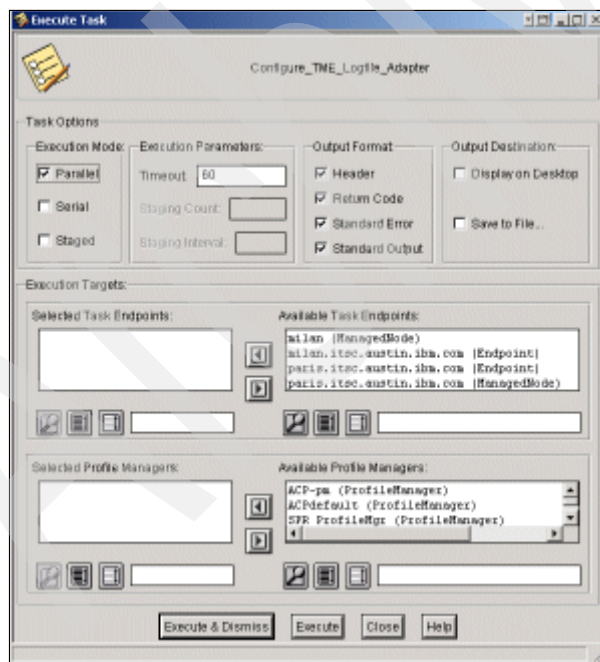 Execute Task
Configure_TME_Logfile_Adapter
Task Options
Execution Mode:
Parallel
Serial
Staged
Execution Parameters:
Timeout: 60
Staging Count:
Staging Interval:
Output Format
Header
Return Code
Standard Error
Standard Output
Output Destination:
Display on Desktop
Save to File...
Execution Targets:
Selected Task Endpoints:
Available Task Endpoints:
milan (ManagedNode)
milan.itsc.austin.ibm.com (Endpoint)
paris.itsc.austin.ibm.com (Endpoint)
paris.itsc.austin.ibm.com (ManagedNode)
Selected Profile Managers:
Available Profile Managers:
ACP-pm (ProfileManager)
ACPdefault (ProfileManager)
SPR ProfileMgr (ProfileManager)
Execute & Dismiss
Execute
Close
Help